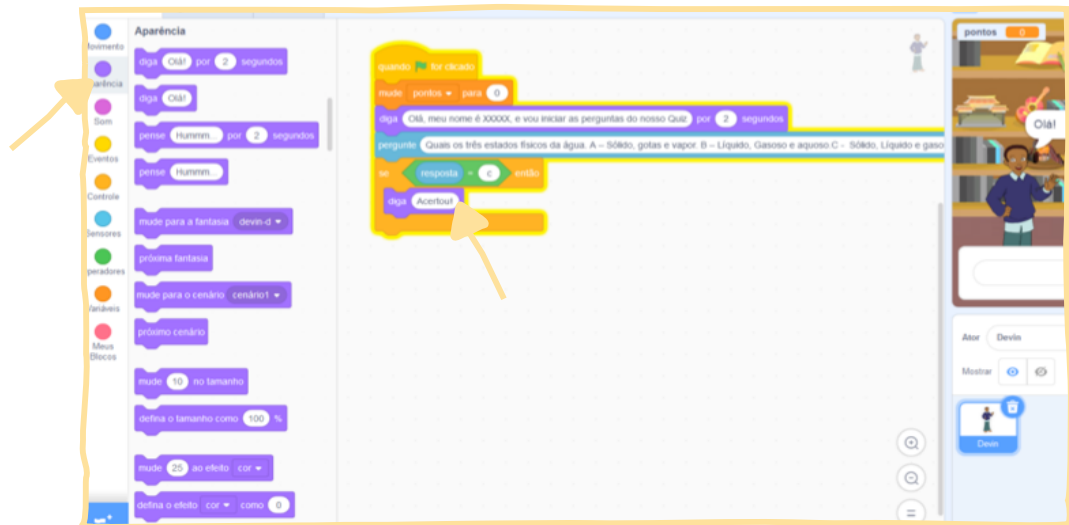 Aparência
Movimento
diga Olá! por 2 segundos
Aparência
diga Olá!
Som
pense Hummm... por 2 segundos
Eventos
pense Hummm...
Controle
mude para a fantasia devin-d
Sensores
próxima fantasia
Operadores
mude para o cenário cenário1
Variáveis
próximo cenário
Meus
Blocos
mude 10 no tamanho
defina o tamanho como 100 %
mude 25 ao efeito cor
defina o efeito cor como 0
quando for clicado
mude pontos para 0
diga Olá, meu nome é XXXXX, e vou iniciar as perguntas do nosso Quiz por 2 segundos
pergunte Quais os três estados físicos da água. A – Sólido, gotas e vapor. B – Líquido, Gasoso e aquoso.C - Sólido, Líquido e gaso
se resposta = c então
diga Acertou!
pontos 0
Olá!
Ator Devin
Mostrar
Devin